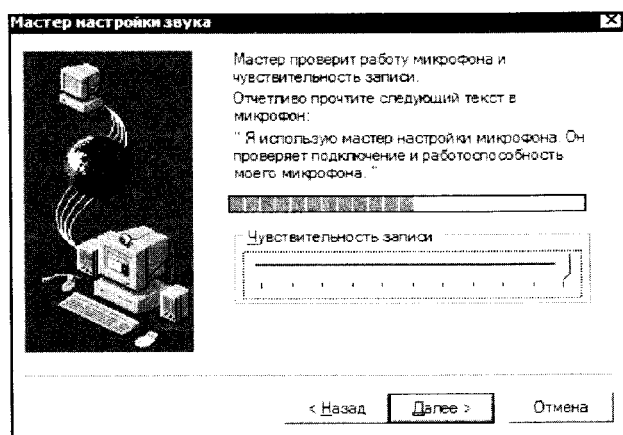 Мастер настройки звука
Мастер проверит работу микрофона и
чувствительность записи.
Отчетливо прочтите следующий текст в
микрофон:
" Я использую мастер настройки микрофона. Он
проверяет подключение и работоспособность
моего микрофона. "
Чувствительность записи
< Назад
Далее >
Отмена